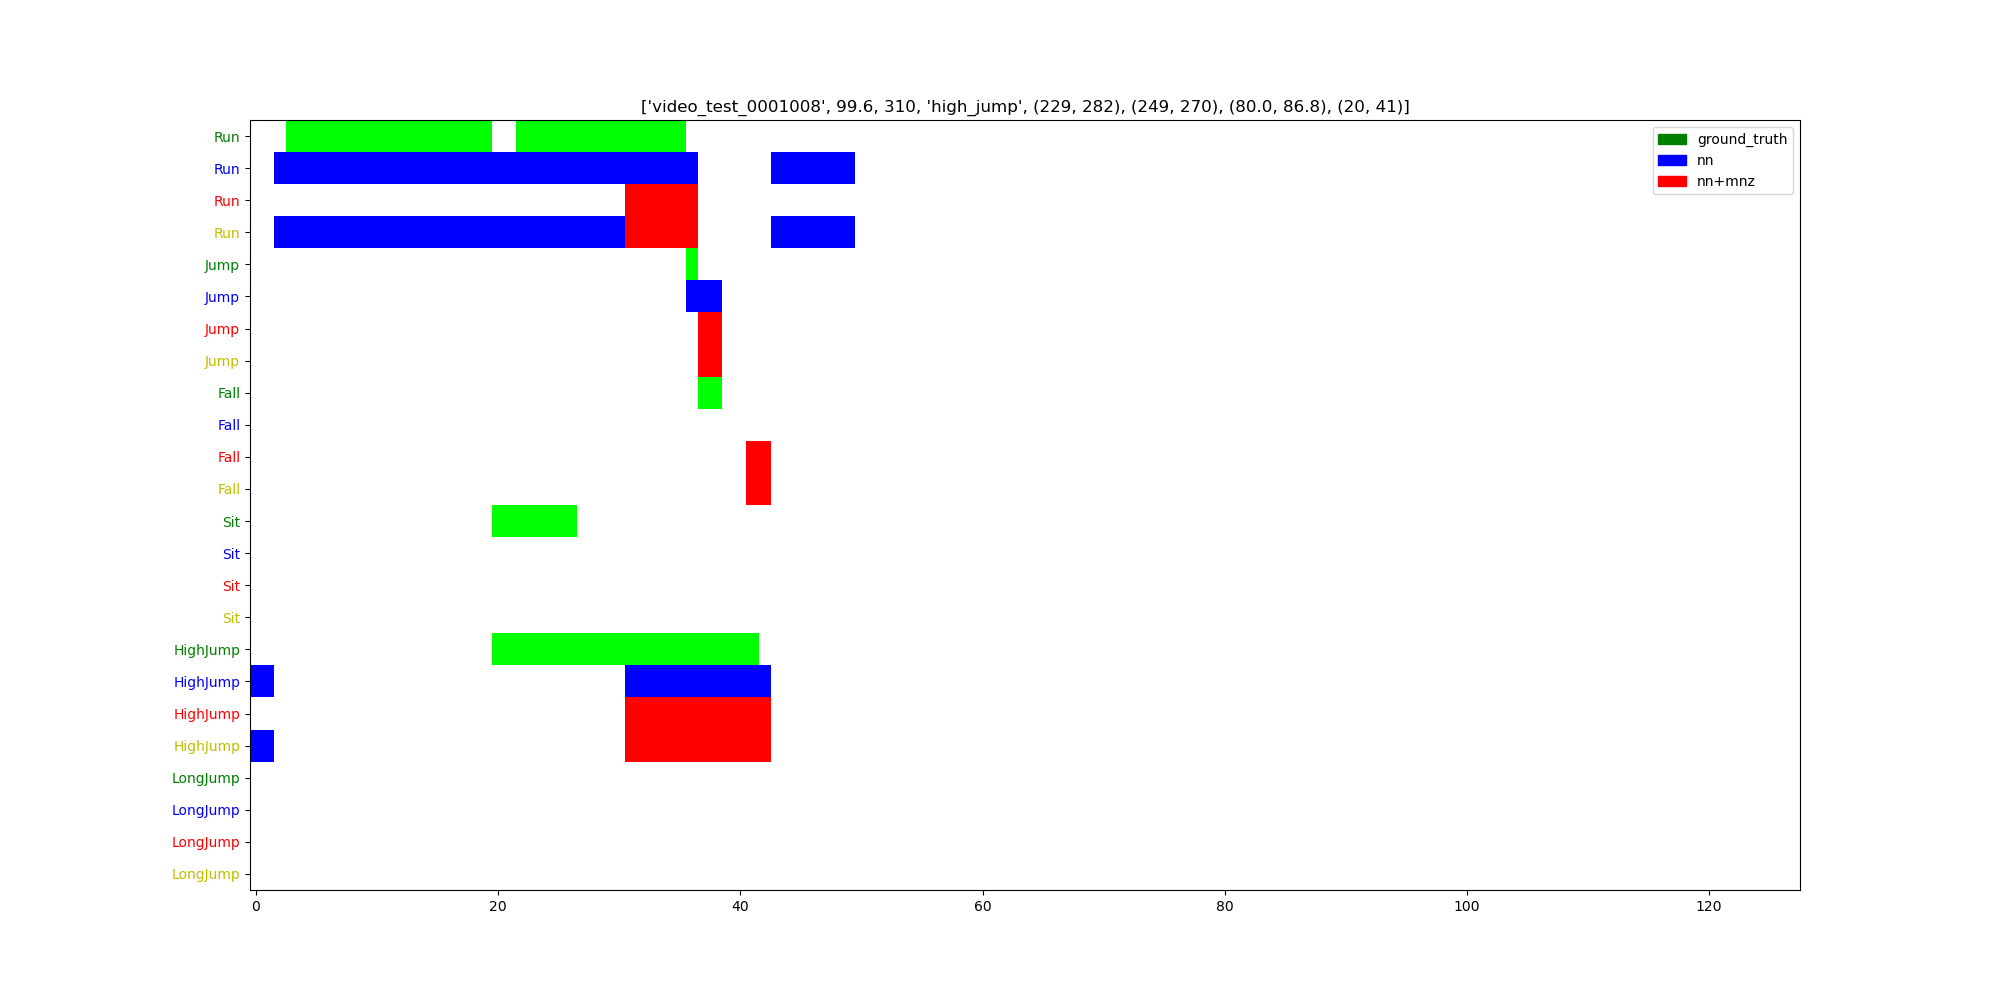 ['video_test_0001008', 99.6, 310, 'high_jump', (229, 282), (249, 270), (80.0, 86.8), (20, 41)]
ground_truth
nn
nn+mnz
Run
Run
Run
Run
Jump
Jump
Jump
Jump
Fall
Fall
Fall
Fall
Sit
Sit
Sit
Sit
HighJump
HighJump
HighJump
HighJump
LongJump
LongJump
LongJump
LongJump
0 20 40 60 80 100 120